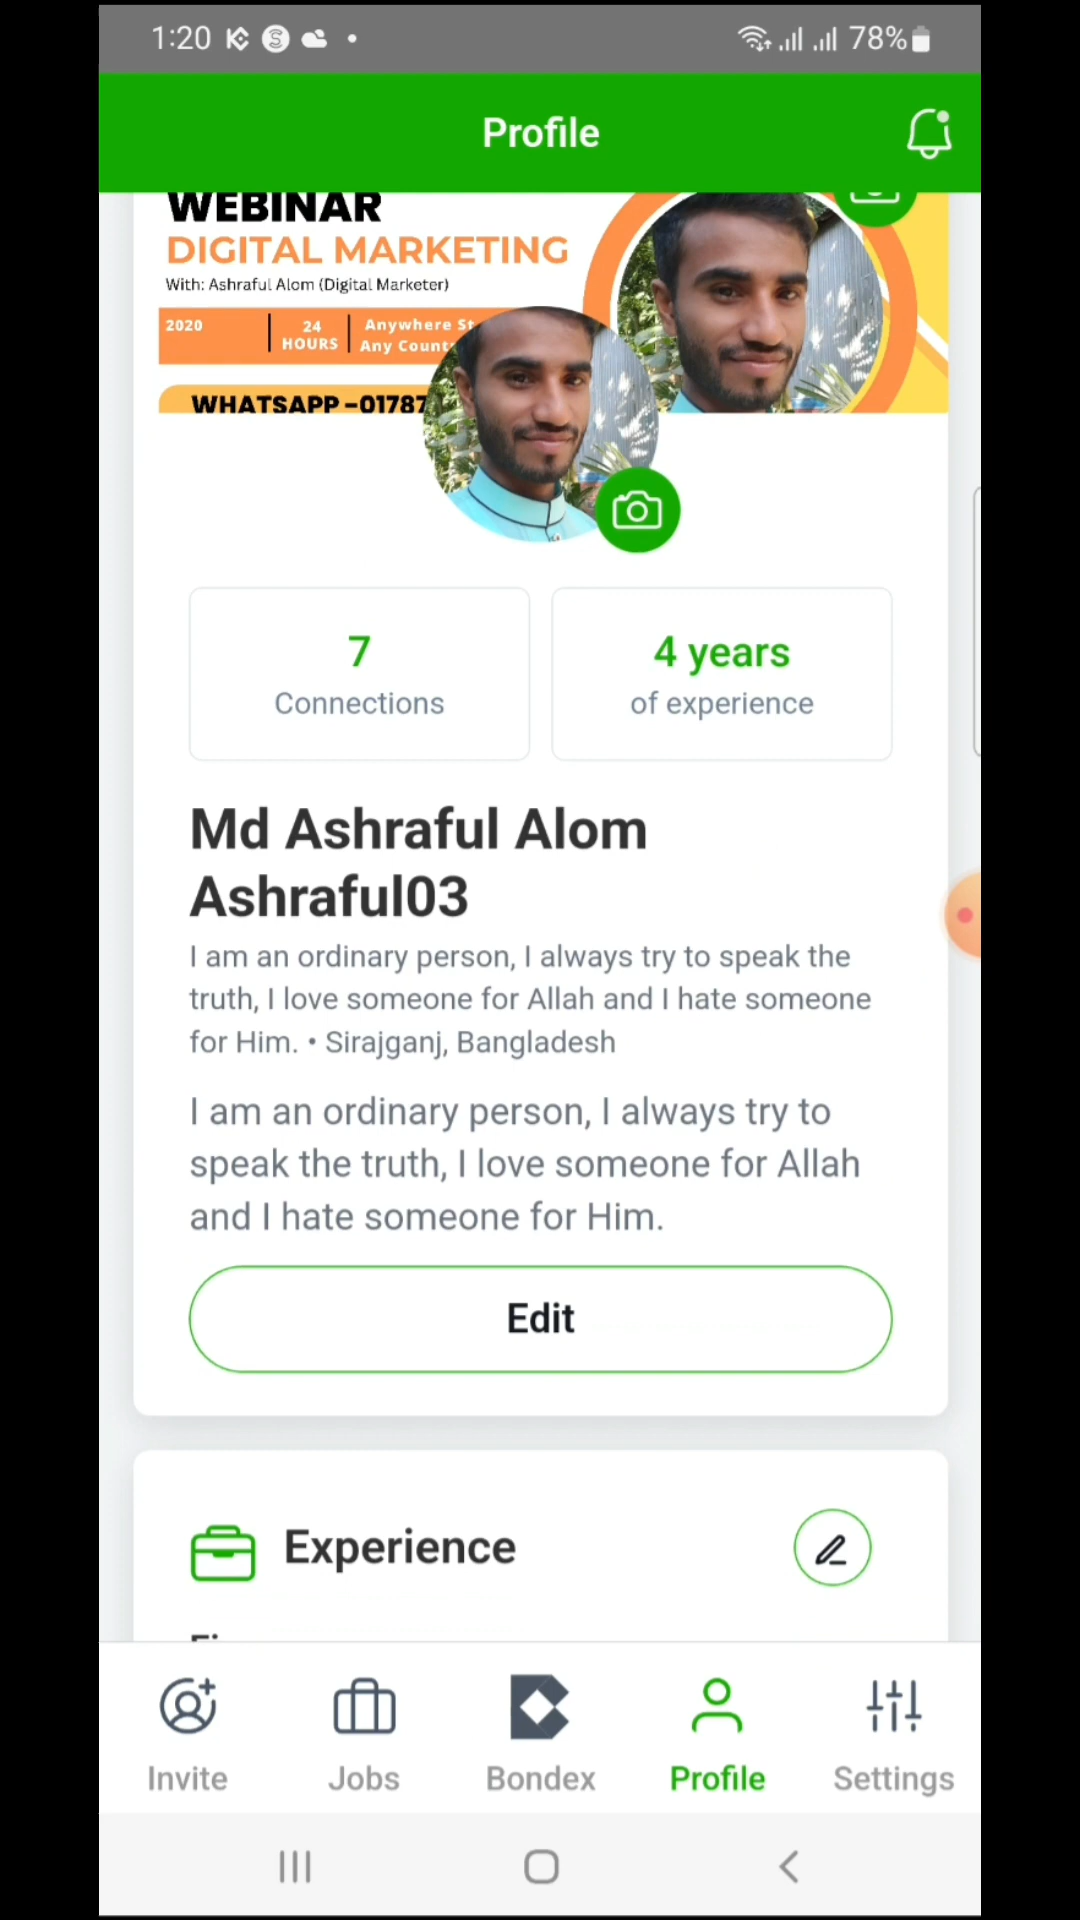 1:20
78%
Profile
WEBINAR
DIGITAL MARKETING
With: Ashraful Alom (Digital Marketer)
2020
24
HOURS
Anywhere St
Any Count
WHATSAPP -01787
7
Connections
4 years
of experience
Md Ashraful Alom
Ashraful03
I am an ordinary person, I always try to speak the
truth, I love someone for Allah and I hate someone
for Him. • Sirajganj, Bangladesh
I am an ordinary person, I always try to
speak the truth, I love someone for Allah
and I hate someone for Him.
Edit
Experience
Invite
Jobs
Bondex
Profile
Settings